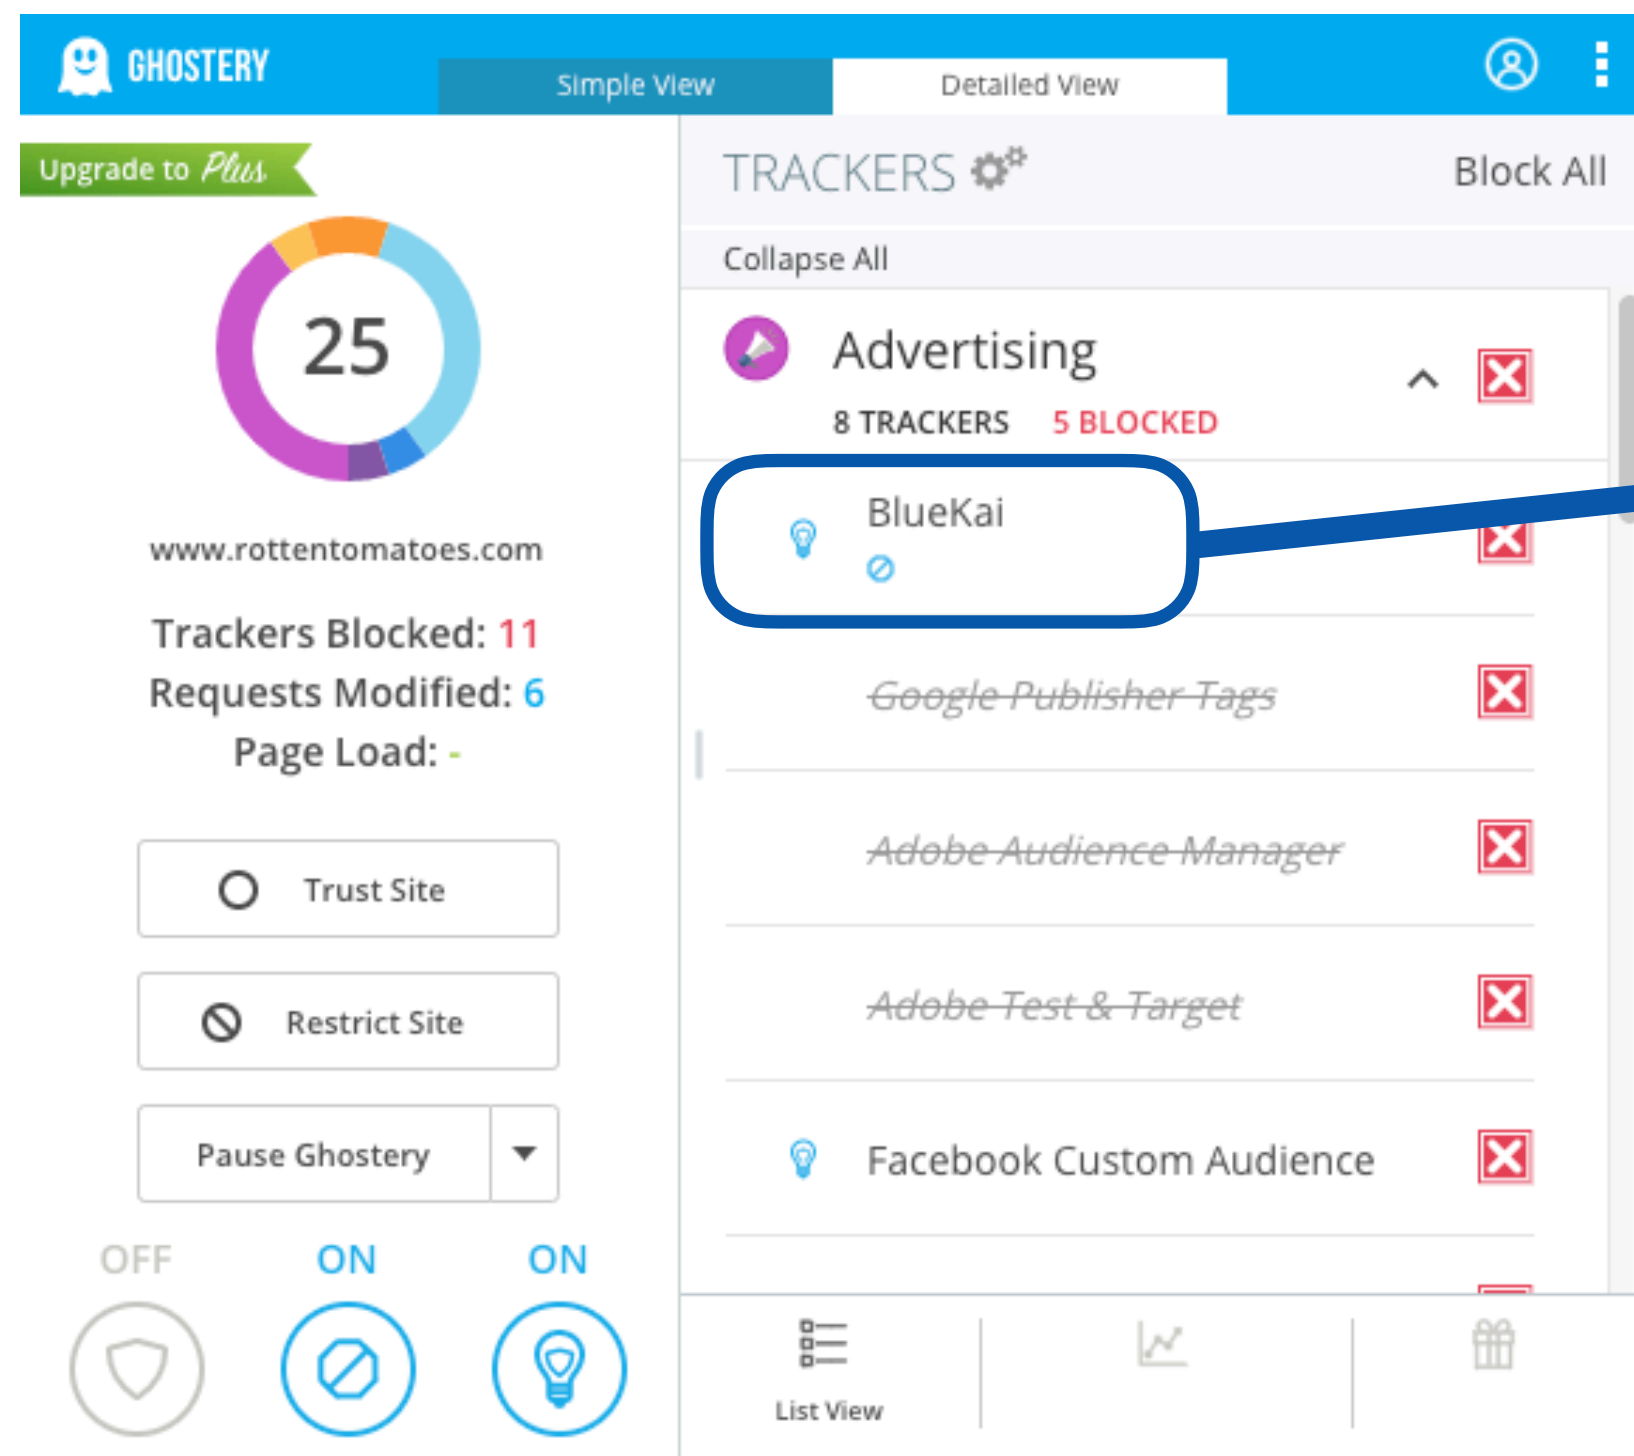 GHOSTERY
Simple View
Detailed View
Upgrade to Plus
25
www.rottentomatoes.com
Trackers Blocked: 11
Requests Modified: 6
Page Load: -
Trust Site
Restrict Site
Pause Ghostery
OFF
ON
ON
TRACKERS
Block All
Collapse All
Advertising
8 TRACKERS 5 BLOCKED
BlueKai
Google Publisher Tags
Adobe Audience Manager
Adobe Test & Target
Facebook Custom Audience
List View